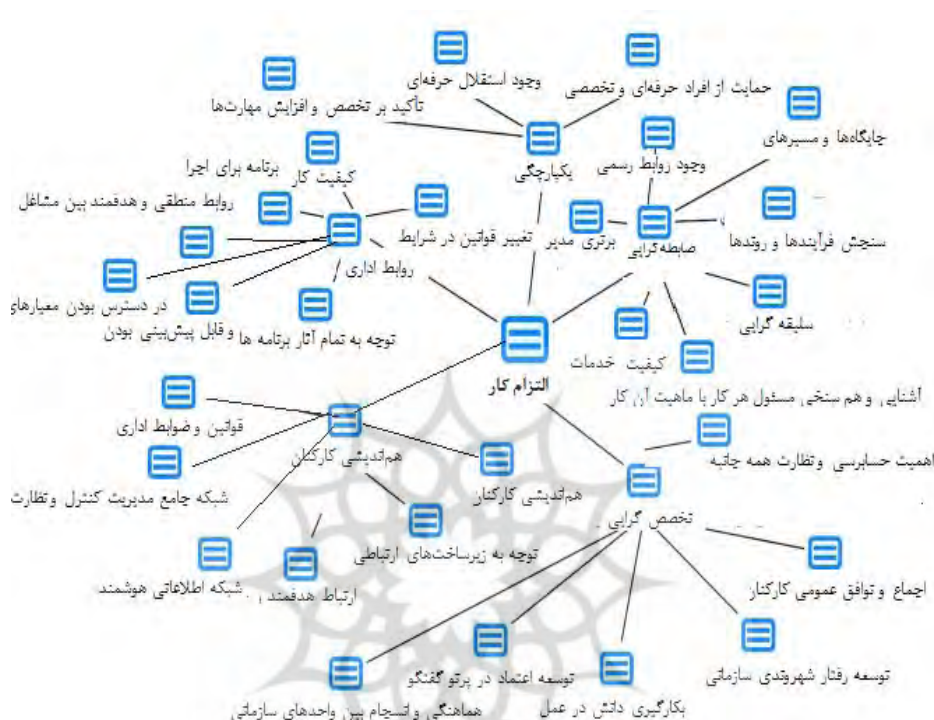 وجود استقلال حرفه‌ای
حمایت از افراد حرفه‌ای و تخصصی
تأکید بر تخصص و افزایش مهارت‌ها
جایگاه‌ها و مسیرهای
وجود روابط رسمی
یکپارچگی
برنامه برای اجرا
کیفیت کار
روابط منطقی و هدفمند بین مشاغل
تغییر قوانین در شرایط
برتری مدیر
ضابطه‌گرایی
سنجش فرآیندها و روندها
روابط اداری
در دسترس بودن معیارهای
و قابل پیش‌بینی بودن
توجه به تمام آثار برنامه ها
سلیقه گرایی
کیفیت خدمات
التزام کار
آشنایی و هم سنخی مسئول هر کار با ماهیت آن کار
قوانین و ضوابط اداری
هم‌اندیشی کارکنان
اهمیت حسابرسی ونظارت همه جانبه
شبکه جامع مدیریت کنترل ونظارت
هم‌اندیشی کارکنان
تخصص گرایی
توجه به زیرساخت‌های ارتباطی
شبکه اطلاعاتی هوشمند
ارتباط هدفمند
اجماع و توافق عمومی کارکنان
توسعه اعتماد در پرتو گفتگو
توسعه رفتار شهروندی سازمانی
هماهنگی و انسجام بین واحدهای سازمانی
بکارگیری دانش در عمل